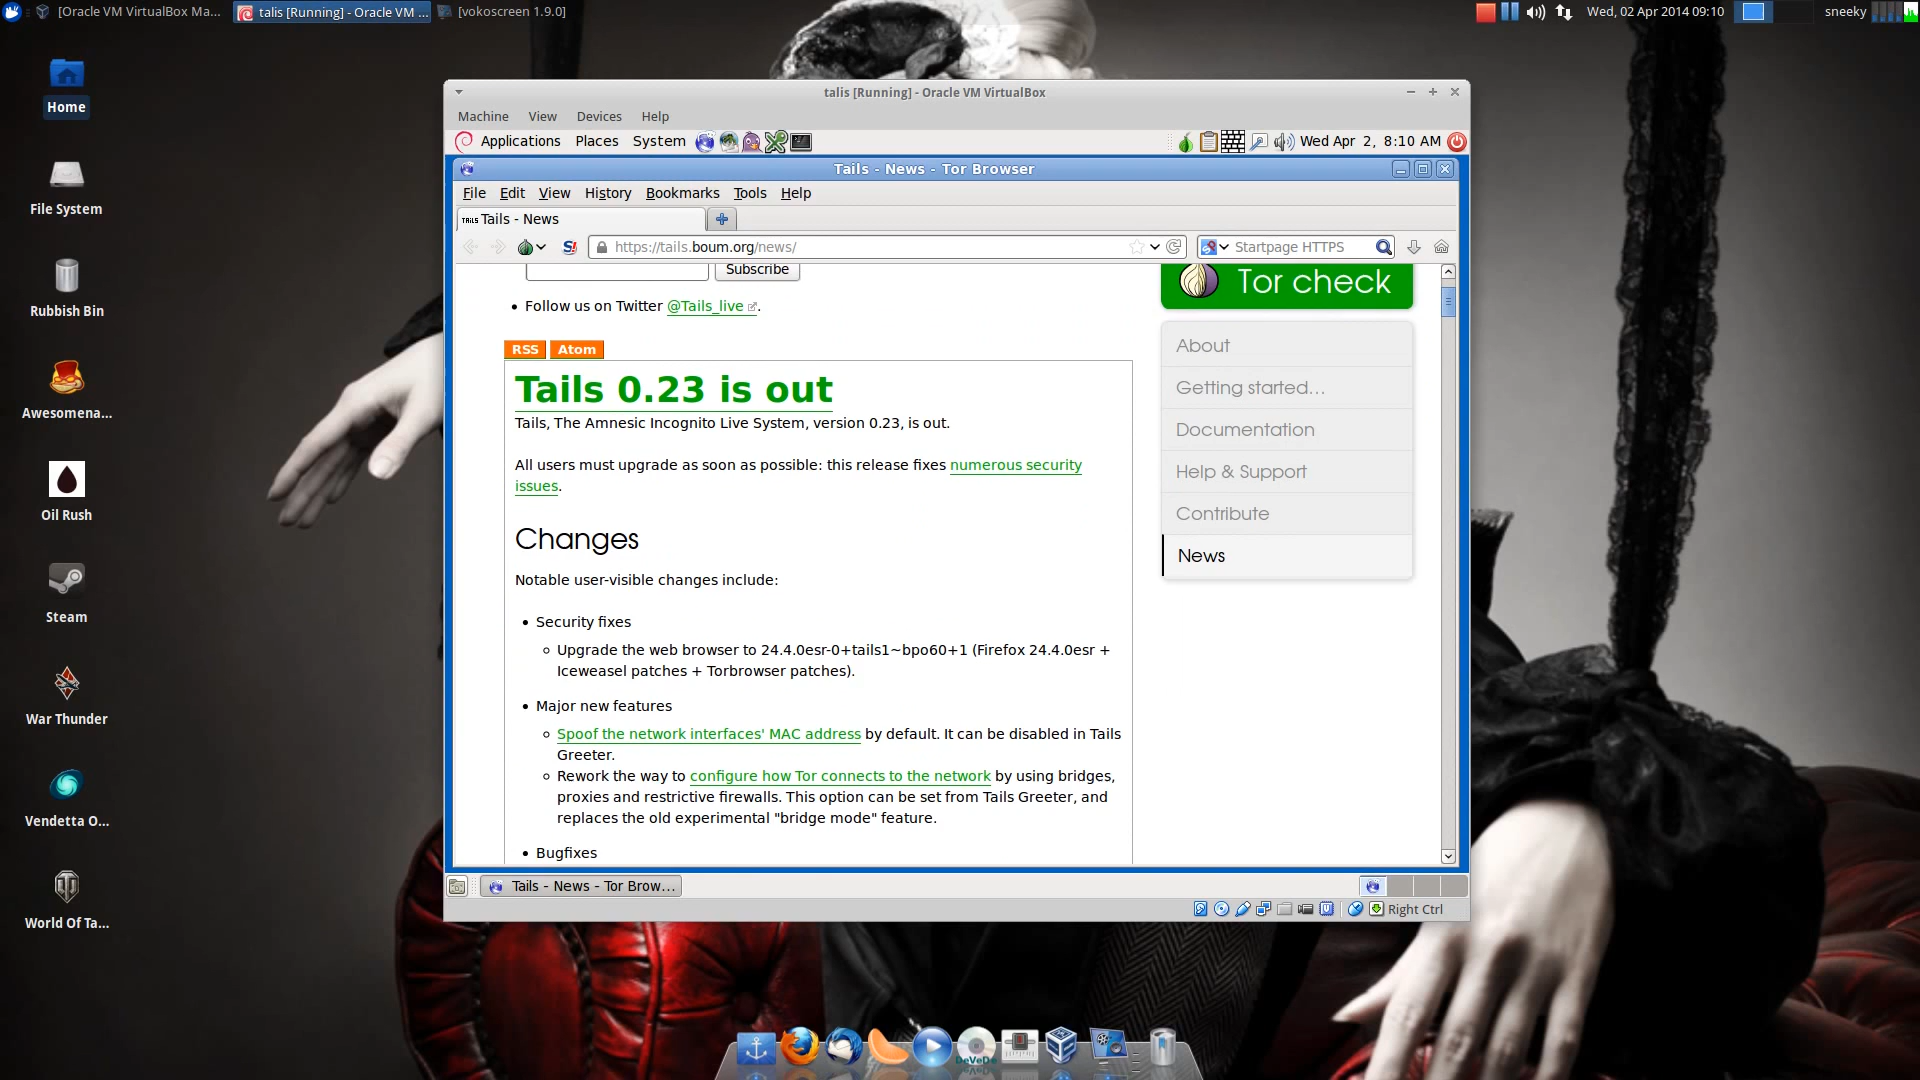 [Oracle VM VirtualBox Ma...
talis [Running] - Oracle VM ...
[vokoscreen 1.9.0]
Wed, 02 Apr 2014 09:10
sneeky
Home
File System
Rubbish Bin
Awesomena...
Oil Rush
Steam
War Thunder
Vendetta O...
World Of Ta...
talis [Running] - Oracle VM VirtualBox
Machine View Devices Help
Applications Places System
Wed Apr 2, 8:10 AM
Tails - News - Tor Browser
File Edit View History Bookmarks Tools Help
TAILS Tails - News
S!
https://tails.boum.org/news/
Startpage HTTPS
Subscribe
Tor check
• Follow us on Twitter @Tails_live.
RSS Atom
Tails 0.23 is out
Tails, The Amnesic Incognito Live System, version 0.23, is out.
All users must upgrade as soon as possible: this release fixes numerous security
issues.
Changes
Notable user-visible changes include:
• Security fixes
◦ Upgrade the web browser to 24.4.0esr-0+tails1~bpo60+1 (Firefox 24.4.0esr +
Iceweasel patches + Torbrowser patches).
• Major new features
◦ Spoof the network interfaces' MAC address by default. It can be disabled in Tails
Greeter.
◦ Rework the way to configure how Tor connects to the network by using bridges,
proxies and restrictive firewalls. This option can be set from Tails Greeter, and
replaces the old experimental "bridge mode" feature.
• Bugfixes
About
Getting started...
Documentation
Help & Support
Contribute
News
Tails - News - Tor Brow...
Right Ctrl
DeVeDe